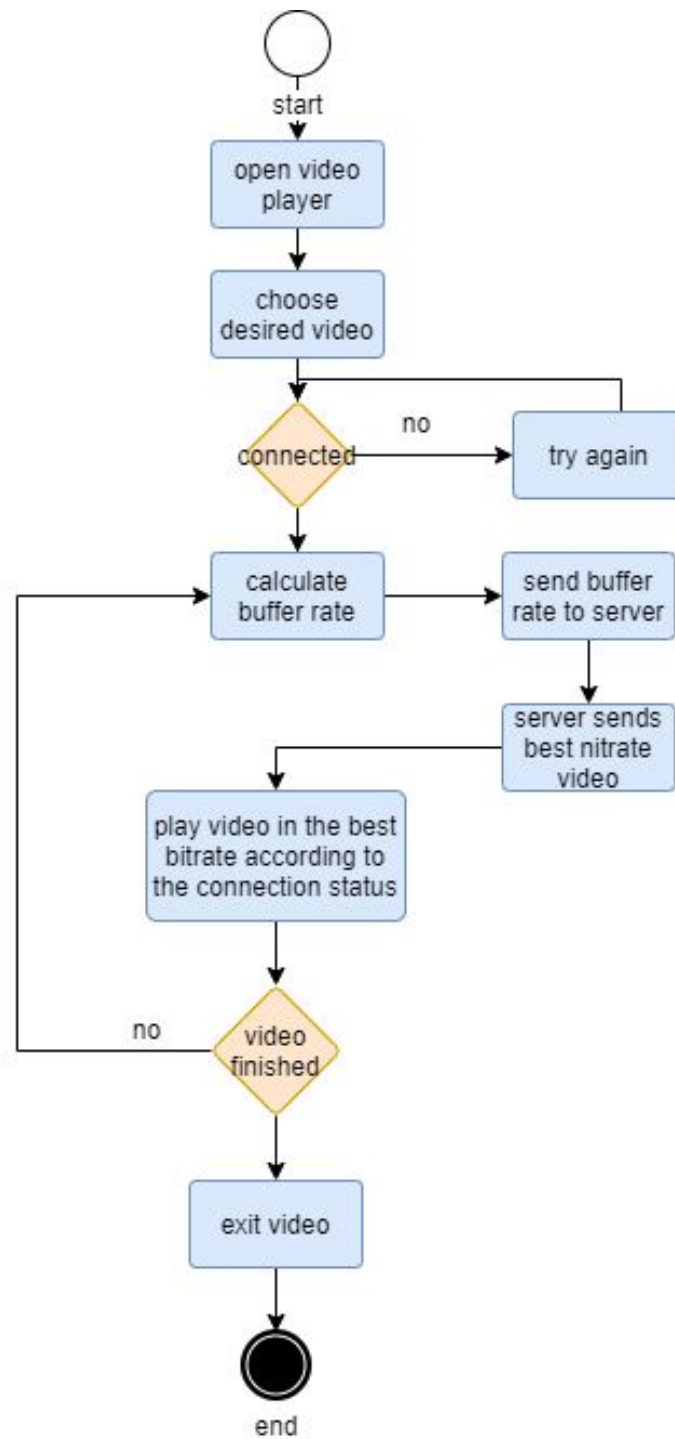 start
open video
player
choose
desired video
connected
no
try again
calculate
buffer rate
send buffer
rate to server
server sends
best nitrate
video
play video in the best
bitrate according to
the connection status
no
video
finished
exit video
end